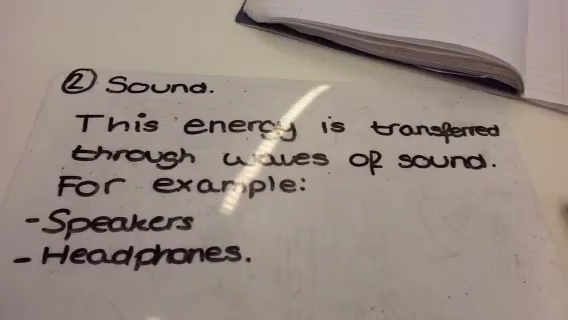 ② Sound.
This energy is transferred
through waves of sound.
For example:
- Speakers
- Headphones.